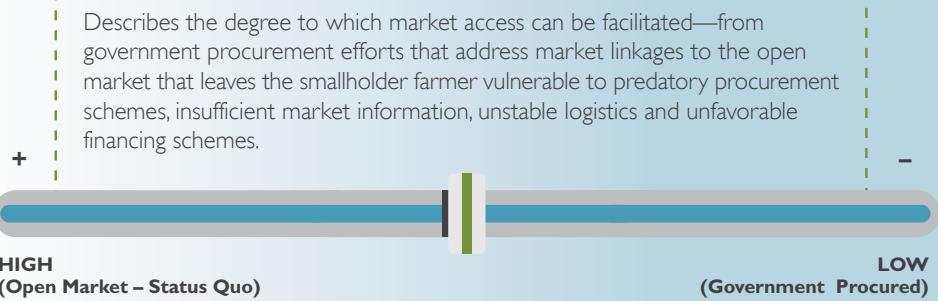 Describes the degree to which market access can be facilitated—from
government procurement efforts that address market linkages to the open
market that leaves the smallholder farmer vulnerable to predatory procurement
schemes, insufficient market information, unstable logistics and unfavorable
financing schemes.
+ –
HIGH LOW
(Open Market – Status Quo) (Government Procured)